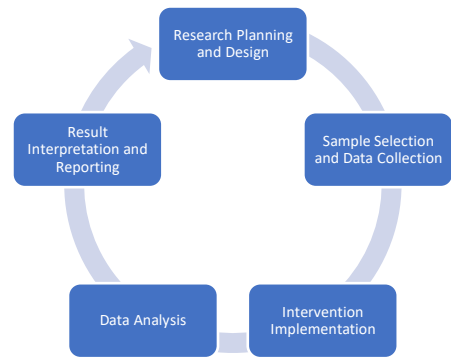 Research Planning
and Design
Sample Selection
and Data Collection
Intervention
Implementation
Data Analysis
Result
Interpretation and
Reporting